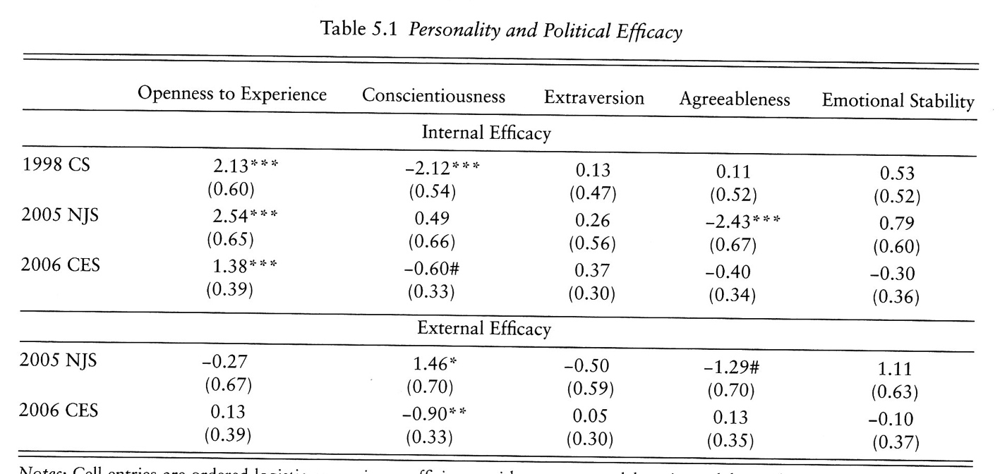 Table 5.1 Personality and Political Efficacy
Openness to Experience Conscientiousness Extraversion Agreeableness Emotional Stability
Internal Efficacy
1998 CS 2.13*** –2.12*** 0.13 0.11 0.53
(0.60) (0.54) (0.47) (0.52) (0.52)
2005 NJS 2.54*** 0.49 0.26 –2.43*** 0.79
(0.65) (0.66) (0.56) (0.67) (0.60)
2006 CES 1.38*** –0.60# 0.37 –0.40 –0.30
(0.39) (0.33) (0.30) (0.34) (0.36)
External Efficacy
2005 NJS –0.27 1.46* –0.50 –1.29# 1.11
(0.67) (0.70) (0.59) (0.70) (0.63)
2006 CES 0.13 –0.90** 0.05 0.13 –0.10
(0.39) (0.33) (0.30) (0.35) (0.37)
Notes: Cell entries are ordered logistic